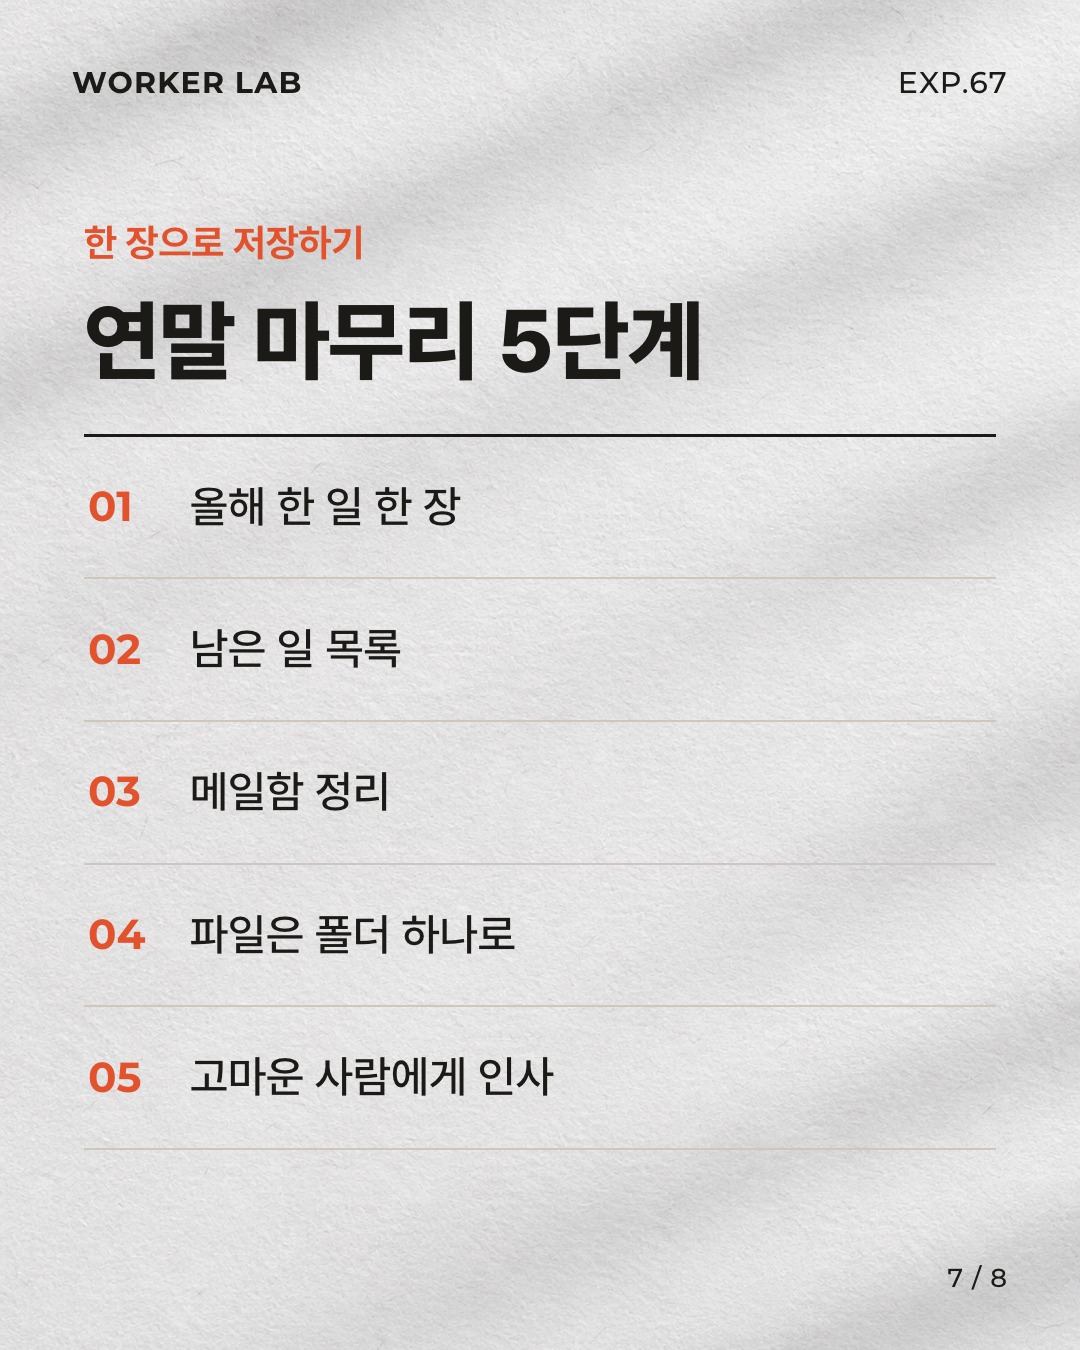 WORKER LAB
EXP.67
한 장으로 저장하기
연말 마무리 5단계
01 올해 한 일 한 장
02 남은 일 목록
03 메일함 정리
04 파일은 폴더 하나로
05 고마운 사람에게 인사
7 / 8